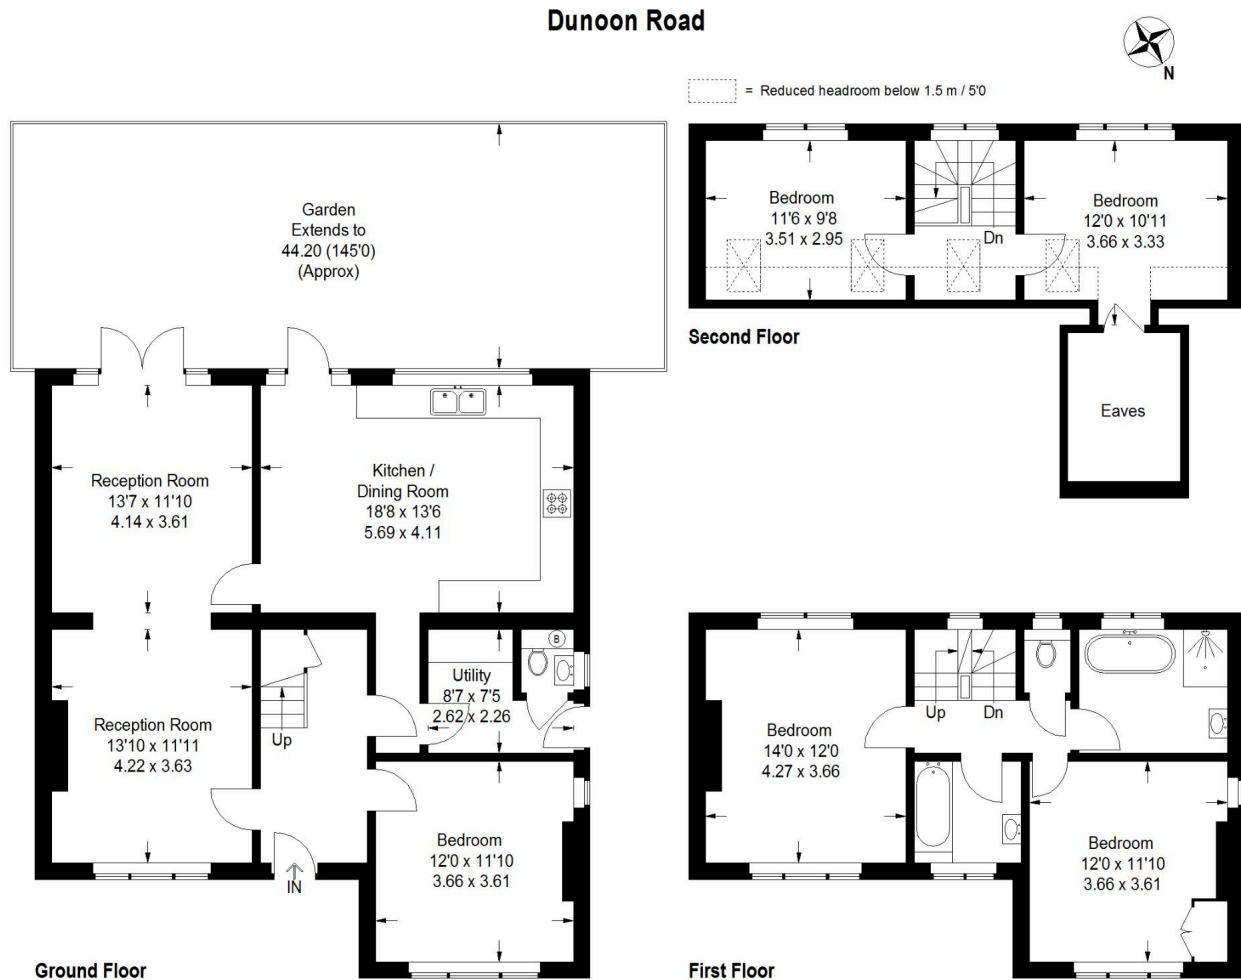 Dunoon Road
N
= Reduced headroom below 1.5 m / 5'0
Garden
Extends to
44.20 (145'0)
(Approx)
Bedroom
11'6 x 9'8
3.51 x 2.95
Dn
Bedroom
12'0 x 10'11
3.66 x 3.33
Second Floor
Eaves
Reception Room
13'7 x 11'10
4.14 x 3.61
Kitchen /
Dining Room
18'8 x 13'6
5.69 x 4.11
B
Utility
8'7 x 7'5
2.62 x 2.26
Reception Room
13'10 x 11'11
4.22 x 3.63
Up
Bedroom
12'0 x 11'10
3.66 x 3.61
IN
Ground Floor
Bedroom
14'0 x 12'0
4.27 x 3.66
Up
Dn
Bedroom
12'0 x 11'10
3.66 x 3.61
First Floor